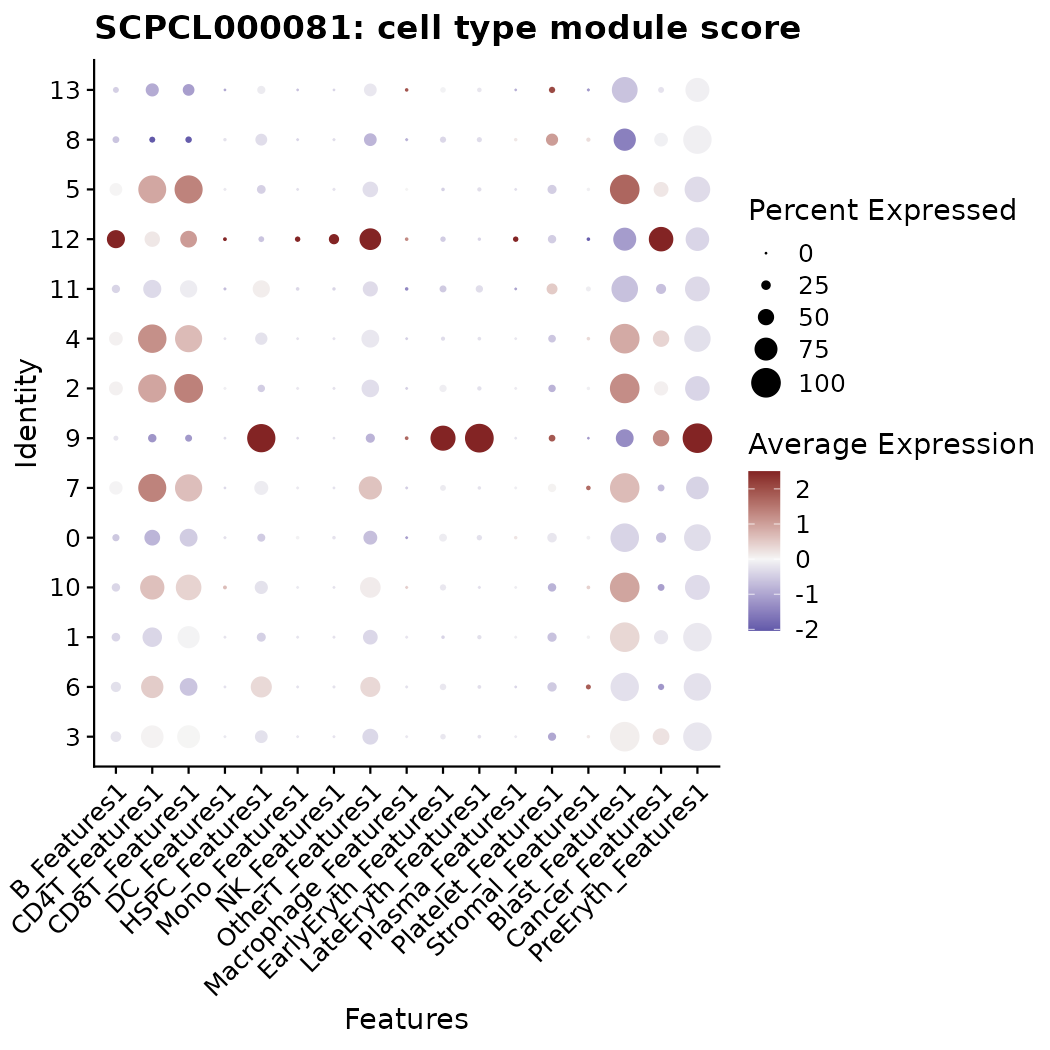 SCPCL000081: cell type module score
Identity
13
8
5
12
11
4
2
9
7
0
10
1
6
3
B_Features1
CD4T_Features1
CD8T_Features1
DC_Features1
HSPC_Features1
Mono_Features1
NK_Features1
OtherT_Features1
Macrophage_Features1
EarlyEryth_Features1
LateEryth_Features1
Plasma_Features1
Platelet_Features1
Stromal_Features1
Blast_Features1
Cancer_Features1
PreEryth_Features1
Features
Percent Expressed
0
25
50
75
100
Average Expression
2
1
0
-1
-2